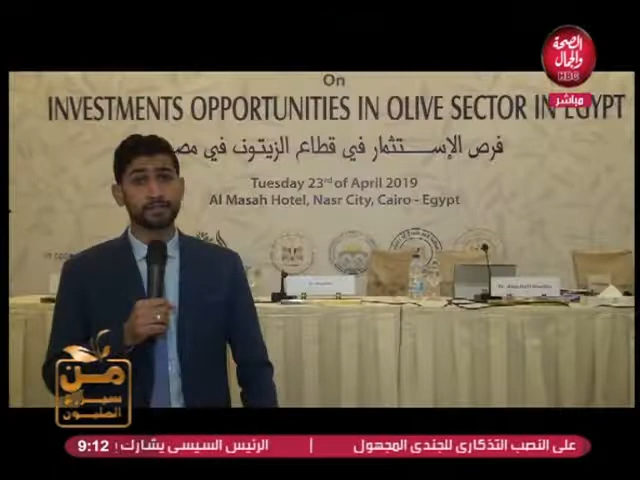 الصحة
والجمال
HBC
مباشر
On
INVESTMENTS OPPORTUNITIES IN OLIVE SECTOR IN EGYPT
فرص الإستثمار في قطاع الزيتون في مصر
Tuesday 23rd of April 2019
Al Masah Hotel, Nasr City, Cairo - Egypt
من
المليون
على النصب التذكارى للجندى المجهول | الرئيس السيسى يشارك
9:12